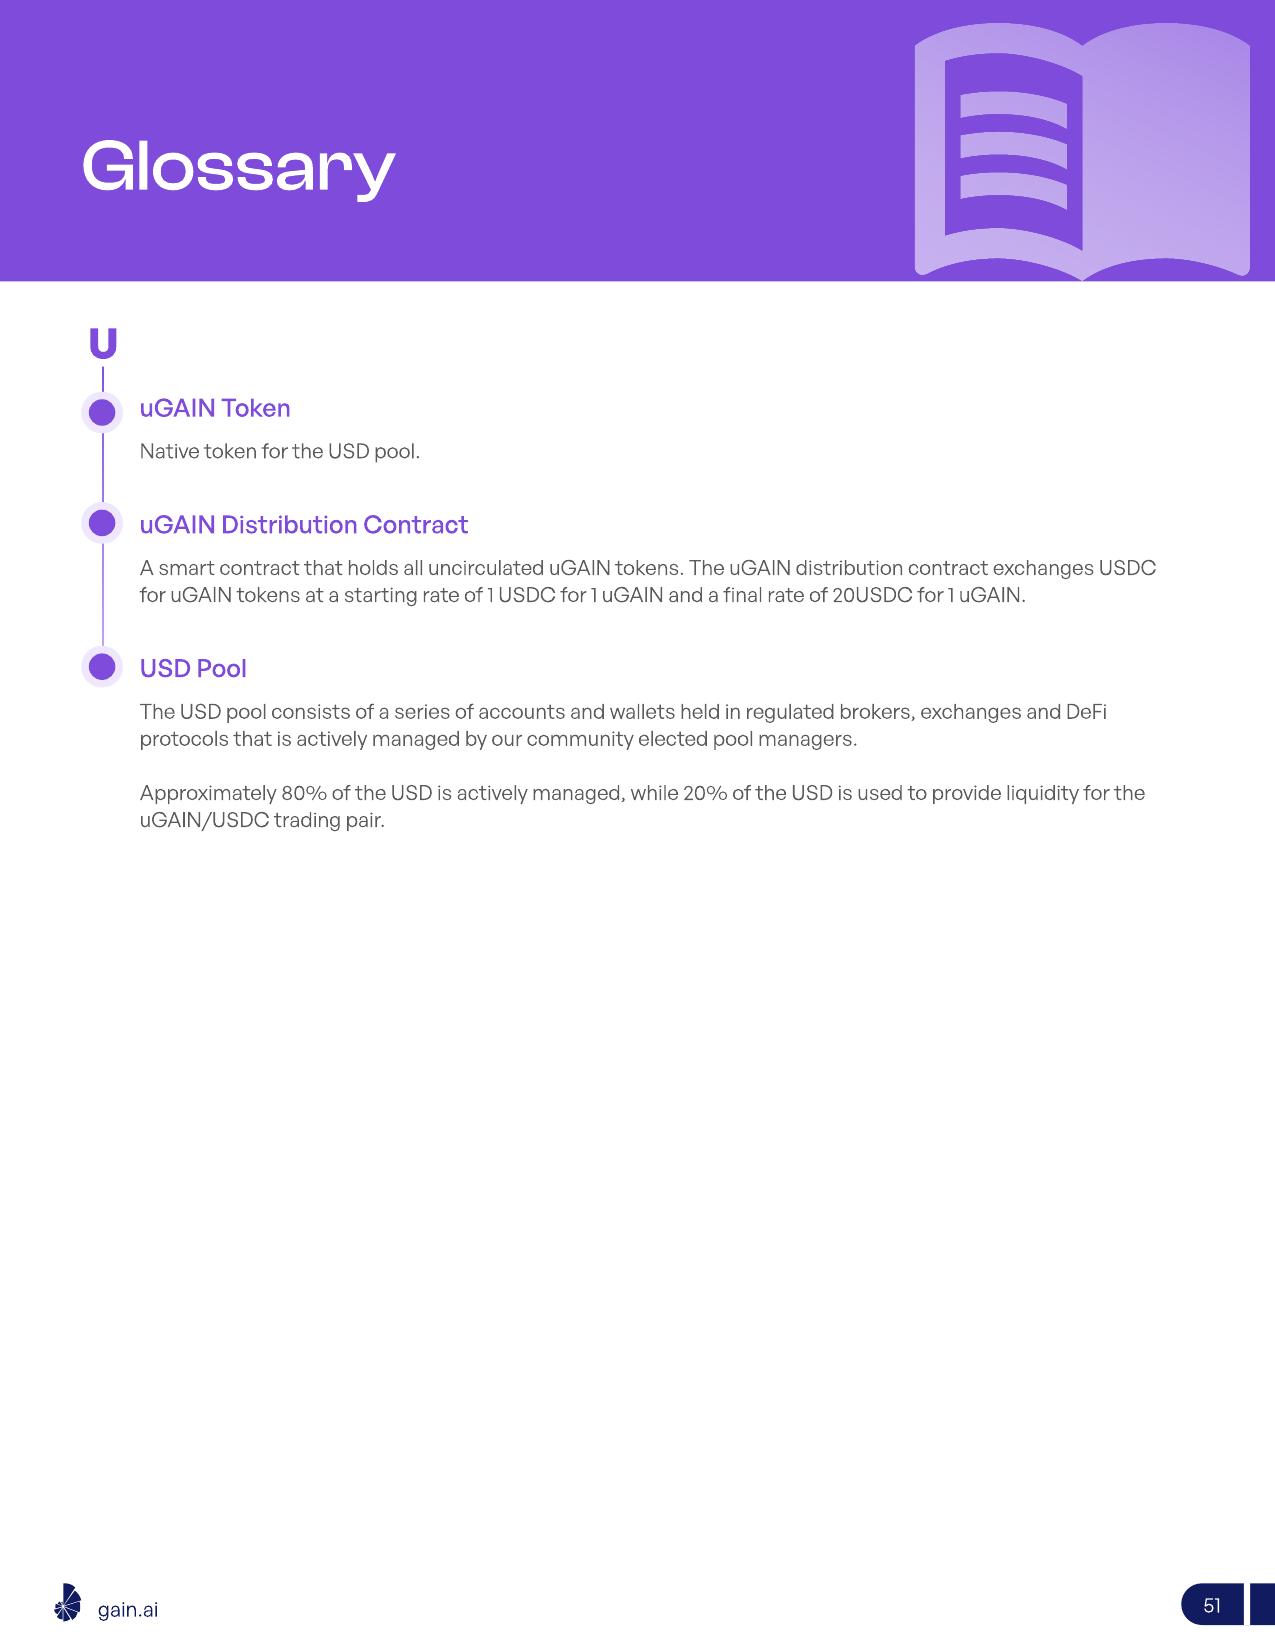 Glossary
U
uGAIN Token
Native token for the USD pool.
uGAIN Distribution Contract
A smart contract that holds all uncirculated uGAIN tokens. The uGAIN distribution contract exchanges USDC
for uGAIN tokens at a starting rate of 1 USDC for 1 uGAIN and a final rate of 20USDC for 1 uGAIN.
USD Pool
The USD pool consists of a series of accounts and wallets held in regulated brokers, exchanges and DeFi
protocols that is actively managed by our community elected pool managers.
Approximately 80% of the USD is actively managed, while 20% of the USD is used to provide liquidity for the
uGAIN/USDC trading pair.
gain.ai
51